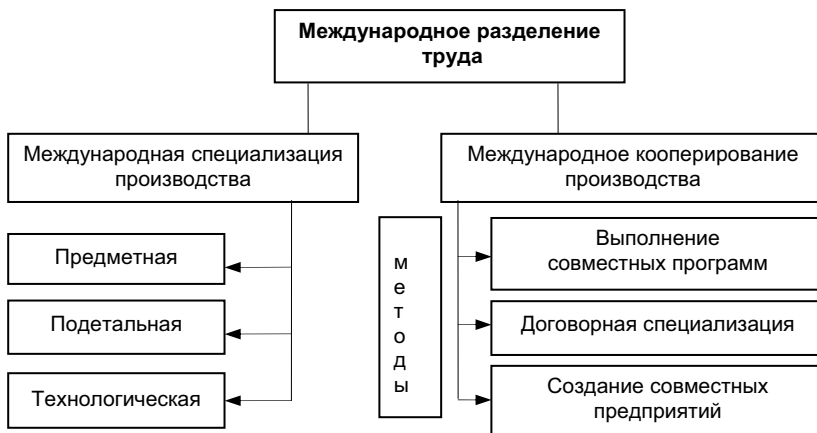 Международное разделение
труда
Международная специализация
производства
Международное кооперирование
производства
Предметная
Подетальная
Технологическая
методы
Выполнение
совместных программ
Договорная специализация
Создание совместных
предприятий